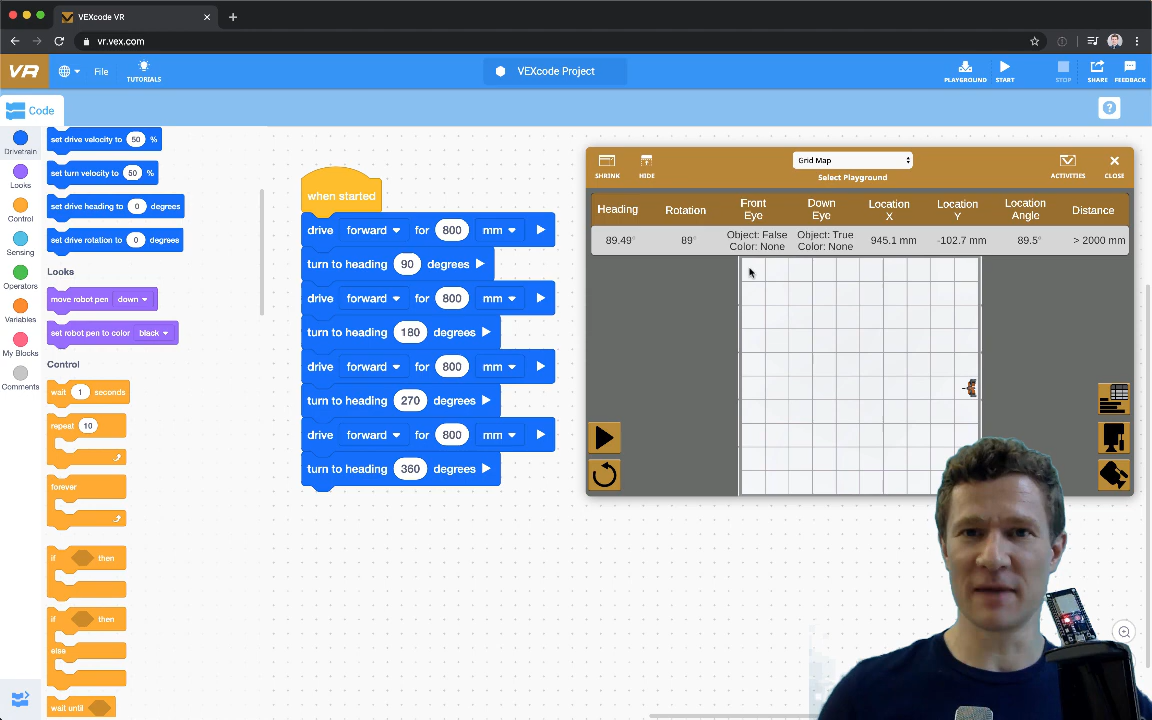 VEXcode VR
vr.vex.com
VR
File
TUTORIALS
VEXcode Project
PLAYGROUND
START
STOP
SHARE
FEEDBACK
Code
?
Drivetrain
Looks
Control
Sensing
Operators
Variables
My Blocks
Comments
set drive velocity to 50 %
set turn velocity to 50 %
set drive heading to 0 degrees
set drive rotation to 0 degrees
Looks
move robot pen down
set robot pen to color black
Control
wait 1 seconds
repeat 10
forever
if then
if then
else
wait until
when started
drive forward for 800 mm
turn to heading 90 degrees
drive forward for 800 mm
turn to heading 180 degrees
drive forward for 800 mm
turn to heading 270 degrees
drive forward for 800 mm
turn to heading 360 degrees
SHRINK
HIDE
Grid Map
Select Playground
ACTIVITIES
CLOSE
Heading Rotation Front Eye Down Eye Location X Location Y Location Angle Distance
89.49° 89° Object: False Color: None Object: True Color: None 945.1 mm -102.7 mm 89.5° > 2000 mm